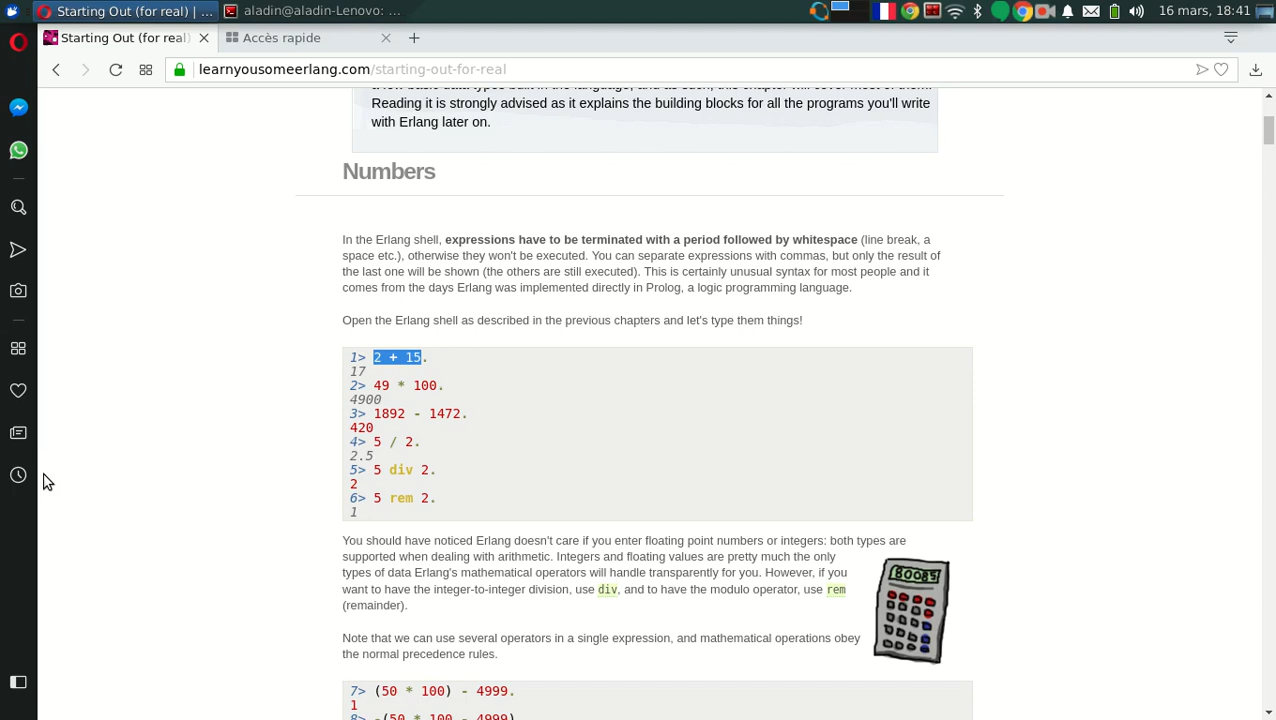 Starting Out (for real) | ...
aladin@aladin-Lenovo: ...
16 mars, 18:41
Starting Out (for real)
Accès rapide
learnyousomeerlang.com/starting-out-for-real
Reading it is strongly advised as it explains the building blocks for all the programs you'll write
with Erlang later on.
Numbers
In the Erlang shell, expressions have to be terminated with a period followed by whitespace (line break, a
space etc.), otherwise they won't be executed. You can separate expressions with commas, but only the result of
the last one will be shown (the others are still executed). This is certainly unusual syntax for most people and it
comes from the days Erlang was implemented directly in Prolog, a logic programming language.
Open the Erlang shell as described in the previous chapters and let's type them things!
1> 2 + 15.
17
2> 49 * 100.
4900
3> 1892 - 1472.
420
4> 5 / 2.
2.5
5> 5 div 2.
2
6> 5 rem 2.
1
You should have noticed Erlang doesn't care if you enter floating point numbers or integers: both types are
supported when dealing with arithmetic. Integers and floating values are pretty much the only
types of data Erlang's mathematical operators will handle transparently for you. However, if you
want to have the integer-to-integer division, use div, and to have the modulo operator, use rem
(remainder).
80085
Note that we can use several operators in a single expression, and mathematical operations obey
the normal precedence rules.
7> (50 * 100) - 4999.
1
8> -(50 * 100 - 4999)